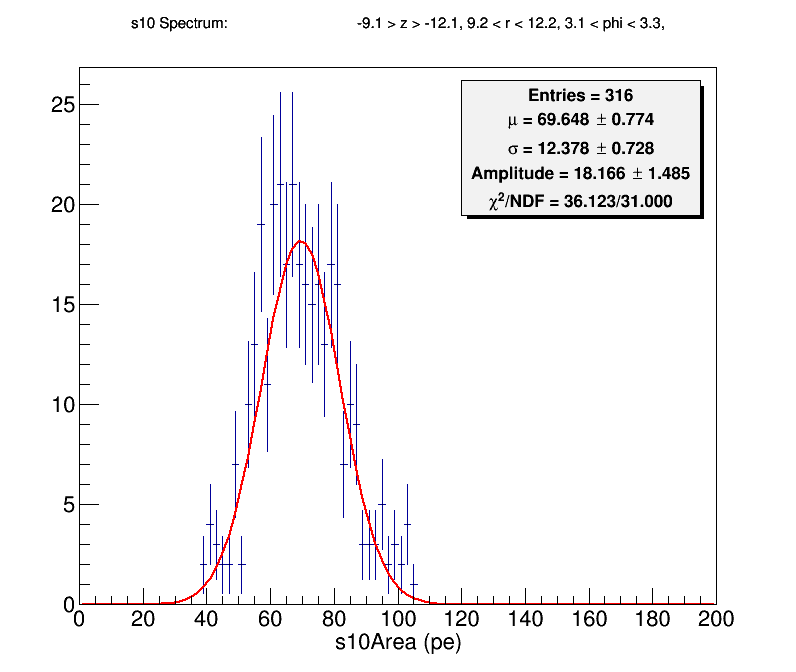 s10 Spectrum: -9.1 > z > -12.1, 9.2 < r < 12.2, 3.1 < phi < 3.3,
Entries = 316
μ = 69.648 ± 0.774
σ = 12.378 ± 0.728
Amplitude = 18.166 ± 1.485
χ²/NDF = 36.123/31.000
25
20
15
10
5
0
0 20 40 60 80 100 120 140 160 180 200
s10Area (pe)